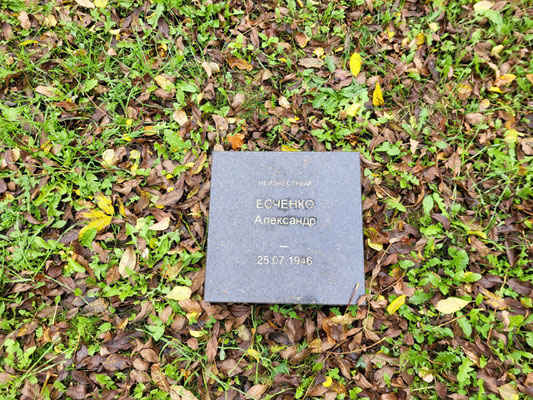 НЕИЗВЕСТНЫЙ
ЕСЧЕНКО
Александр
—
25.07.1946